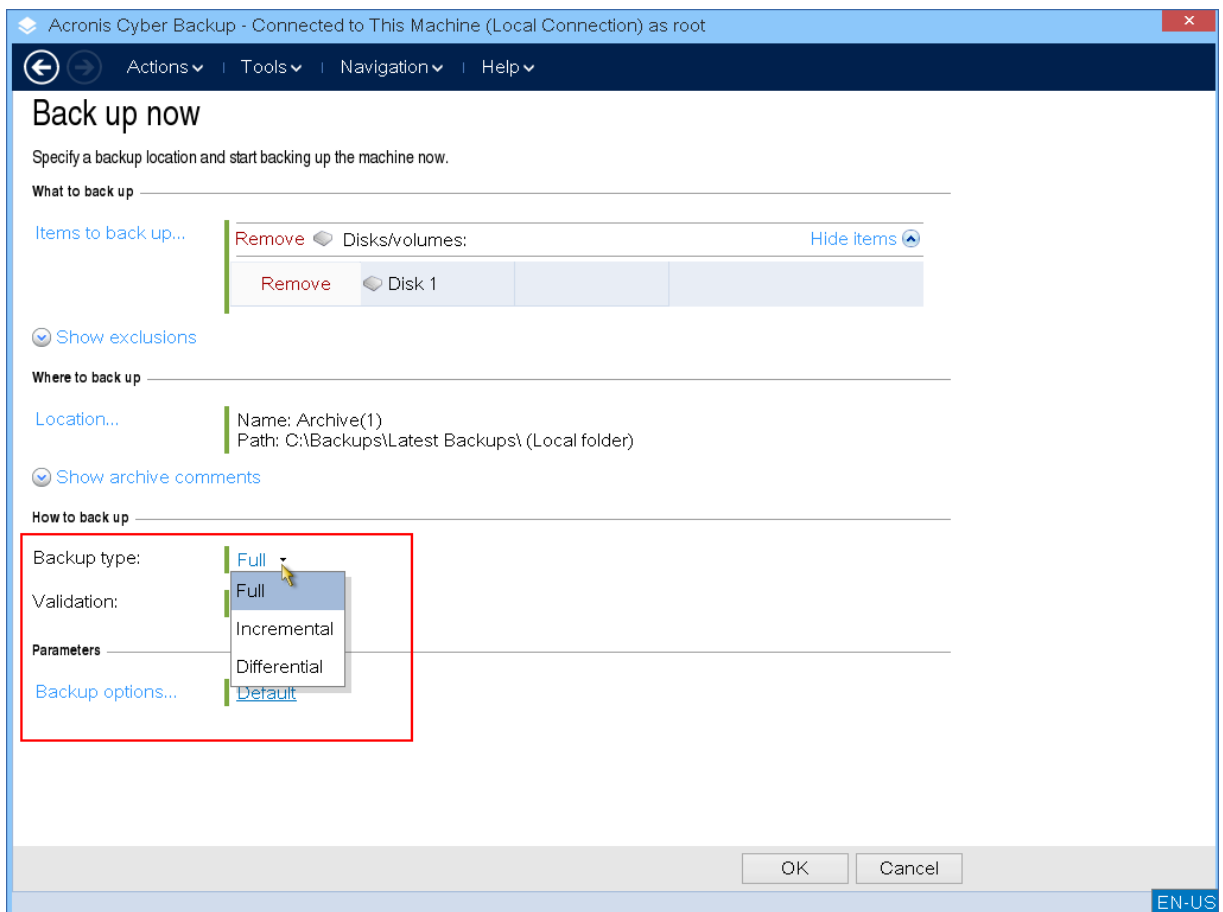 Acronis Cyber Backup - Connected to This Machine (Local Connection) as root
Actions Tools Navigation Help
Back up now
Specify a backup location and start backing up the machine now.
What to back up
Items to back up...
Remove Disks/volumes: Hide items
Remove Disk 1
Show exclusions
Where to back up
Location...
Name: Archive(1)
Path: C:\Backups\Latest Backups\ (Local folder)
Show archive comments
How to back up
Backup type: Full
Full
Validation:
Incremental
Parameters
Differential
Backup options... Default
OK Cancel
EN-US